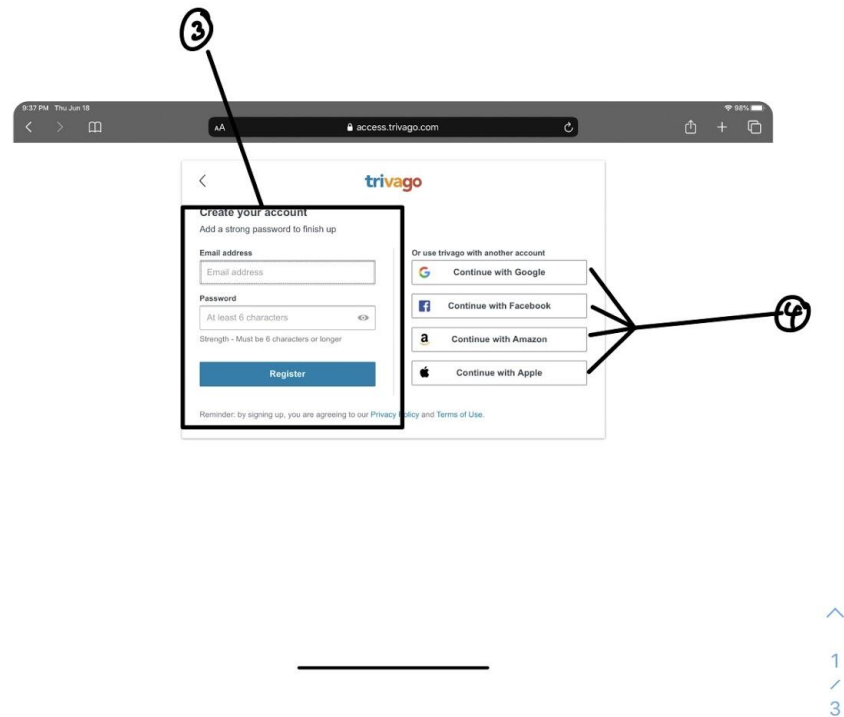 3
9:37 PM Thu Jun 18
98%
AA
access.trivago.com
trivago
Create your account
Add a strong password to finish up
Email address
Email address
Password
At least 6 characters
Strength - Must be 6 characters or longer
Register
Reminder: by signing up, you are agreeing to our Privacy Policy and Terms of Use.
Or use trivago with another account
G Continue with Google
f Continue with Facebook
a Continue with Amazon
Continue with Apple
4
1
/
3